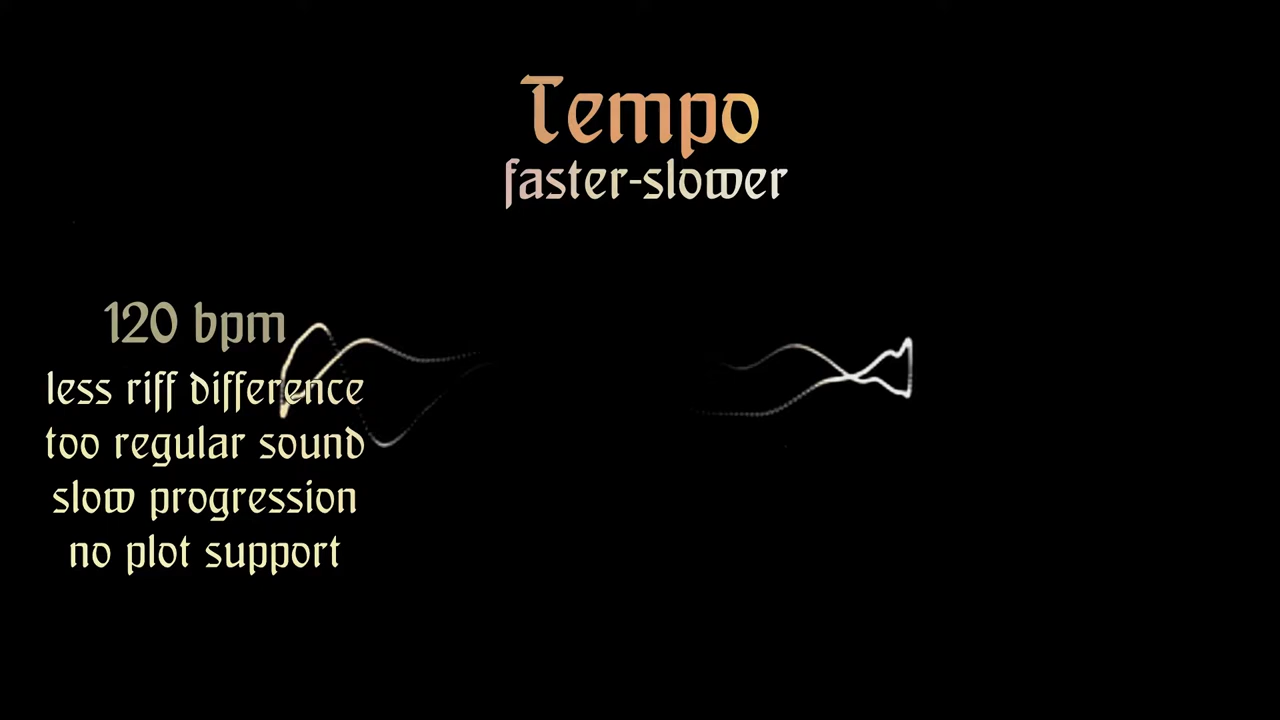 Tempo
faster-slower
120 bpm
less riff difference
too regular sound
slow progression
no plot support